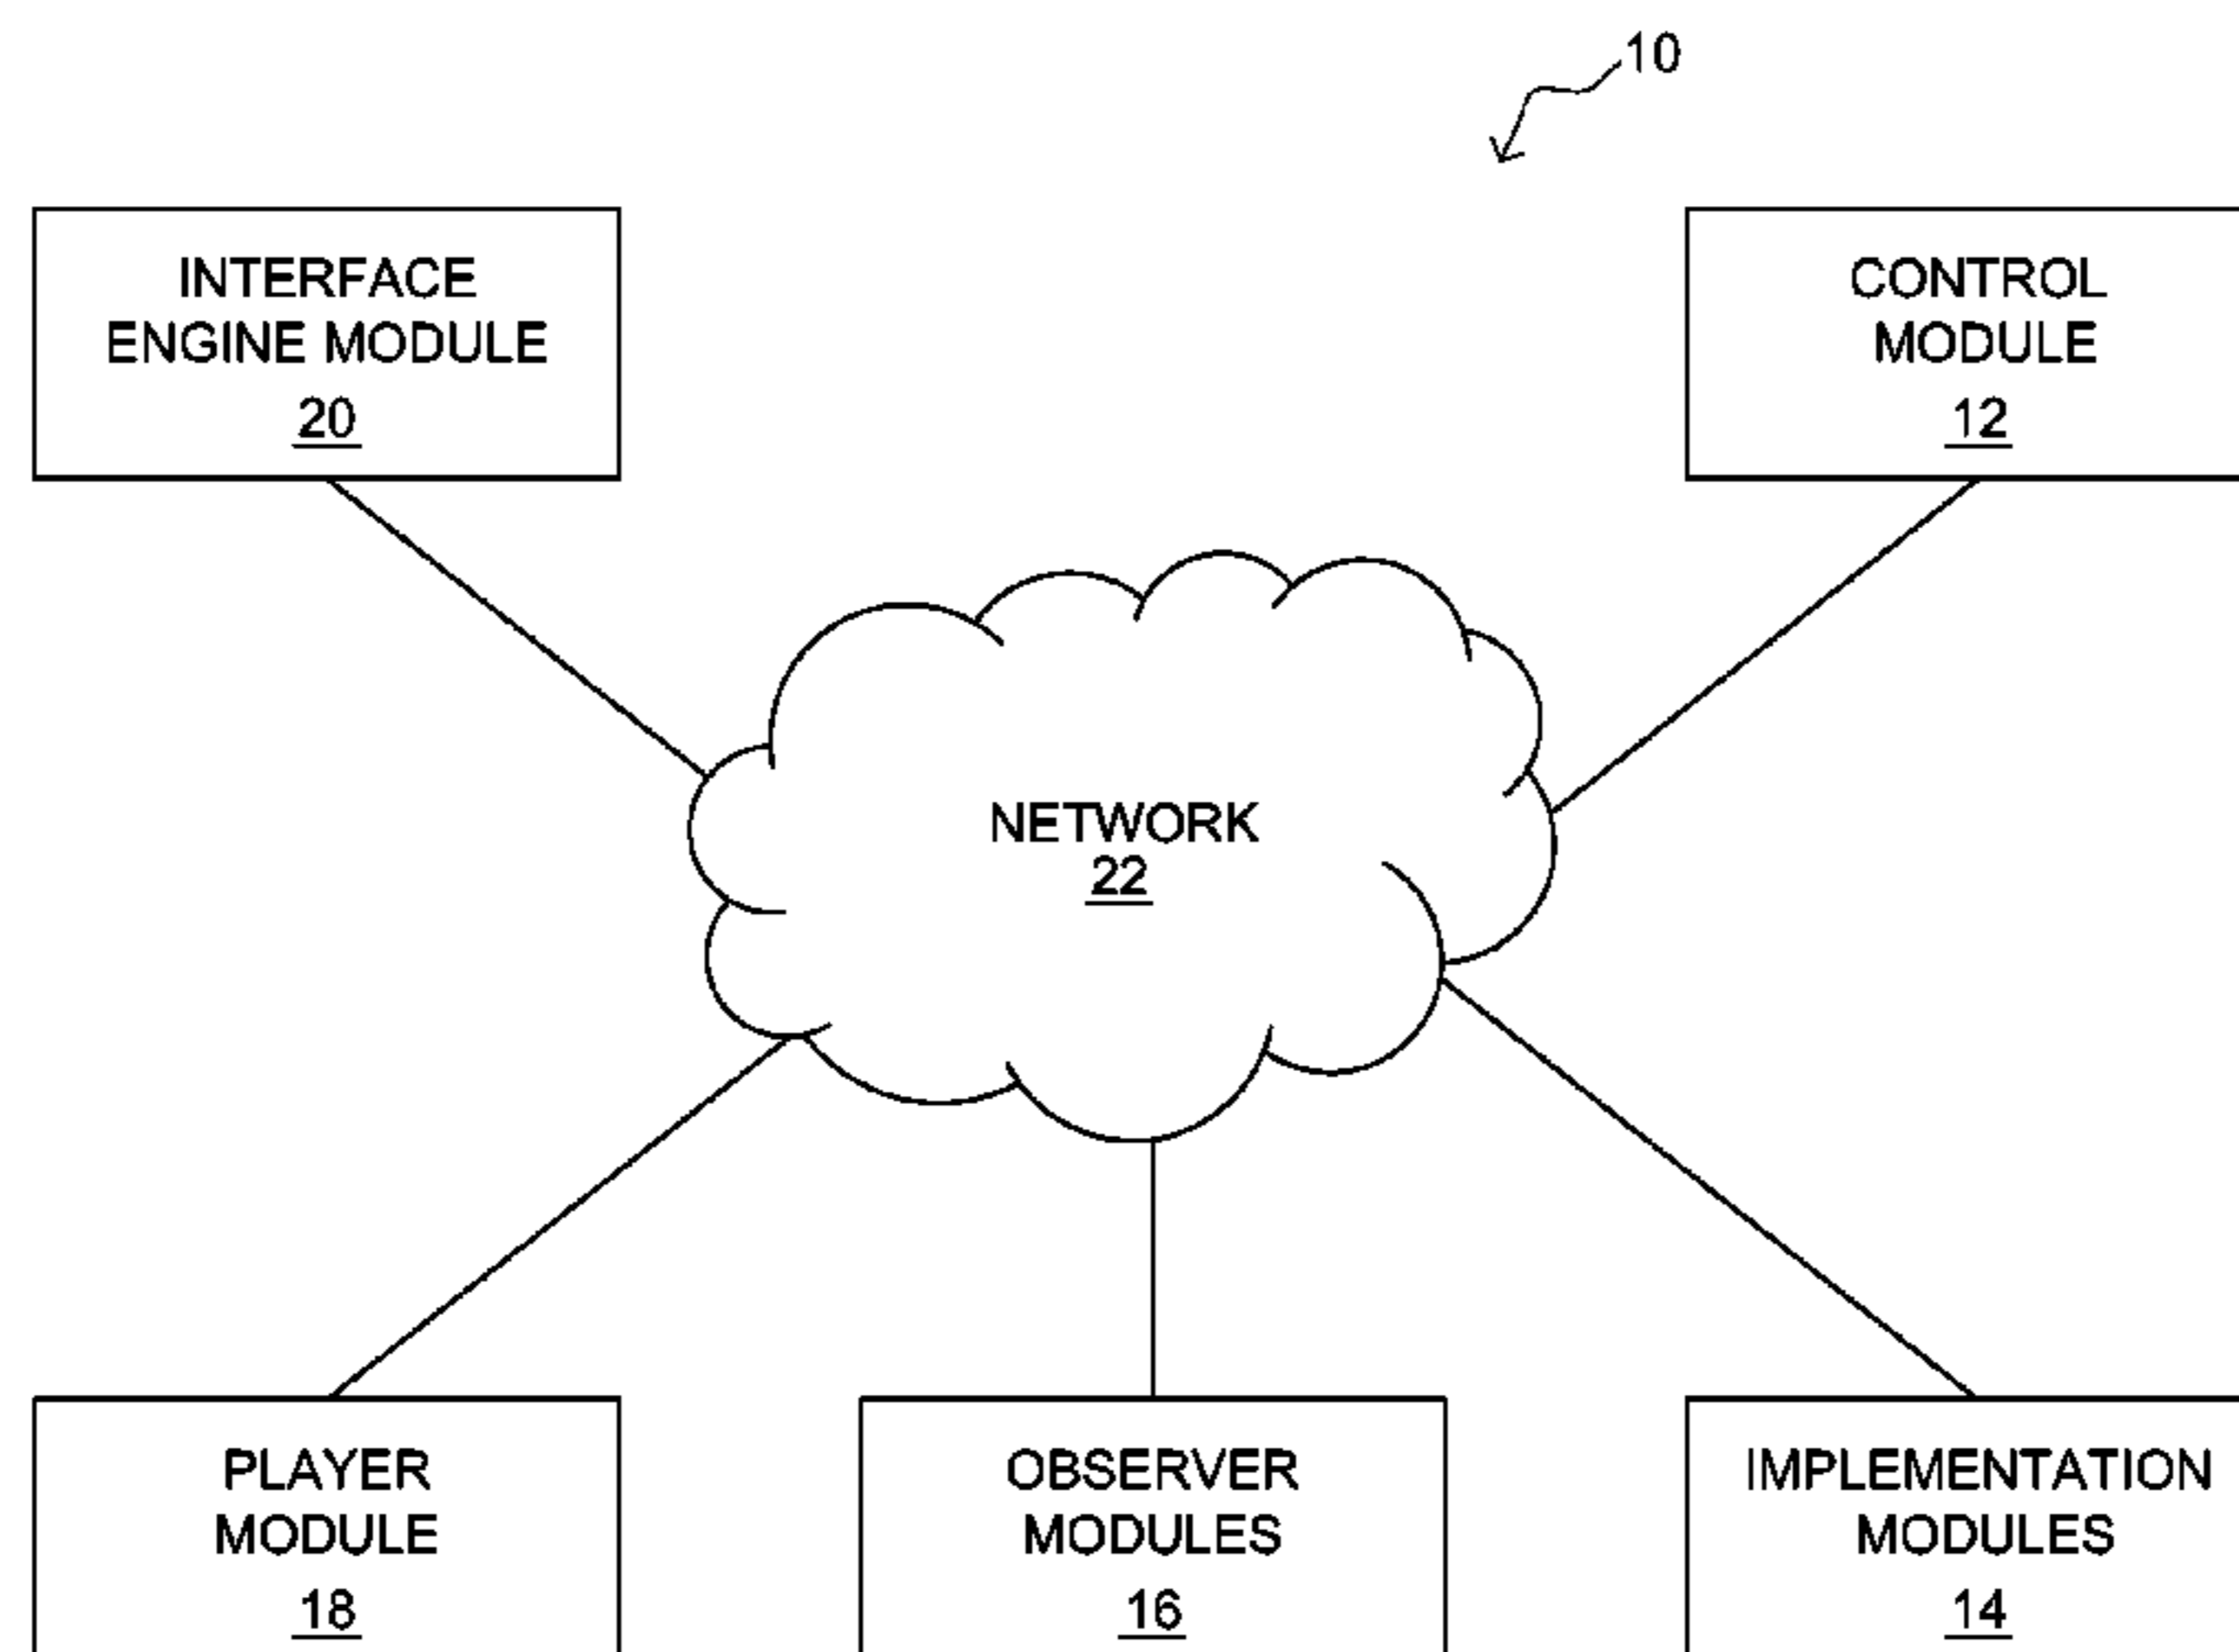 10
INTERFACE
ENGINE MODULE
20
CONTROL
MODULE
12
NETWORK
22
PLAYER
MODULE
18
OBSERVER
MODULES
16
IMPLEMENTATION
MODULES
14